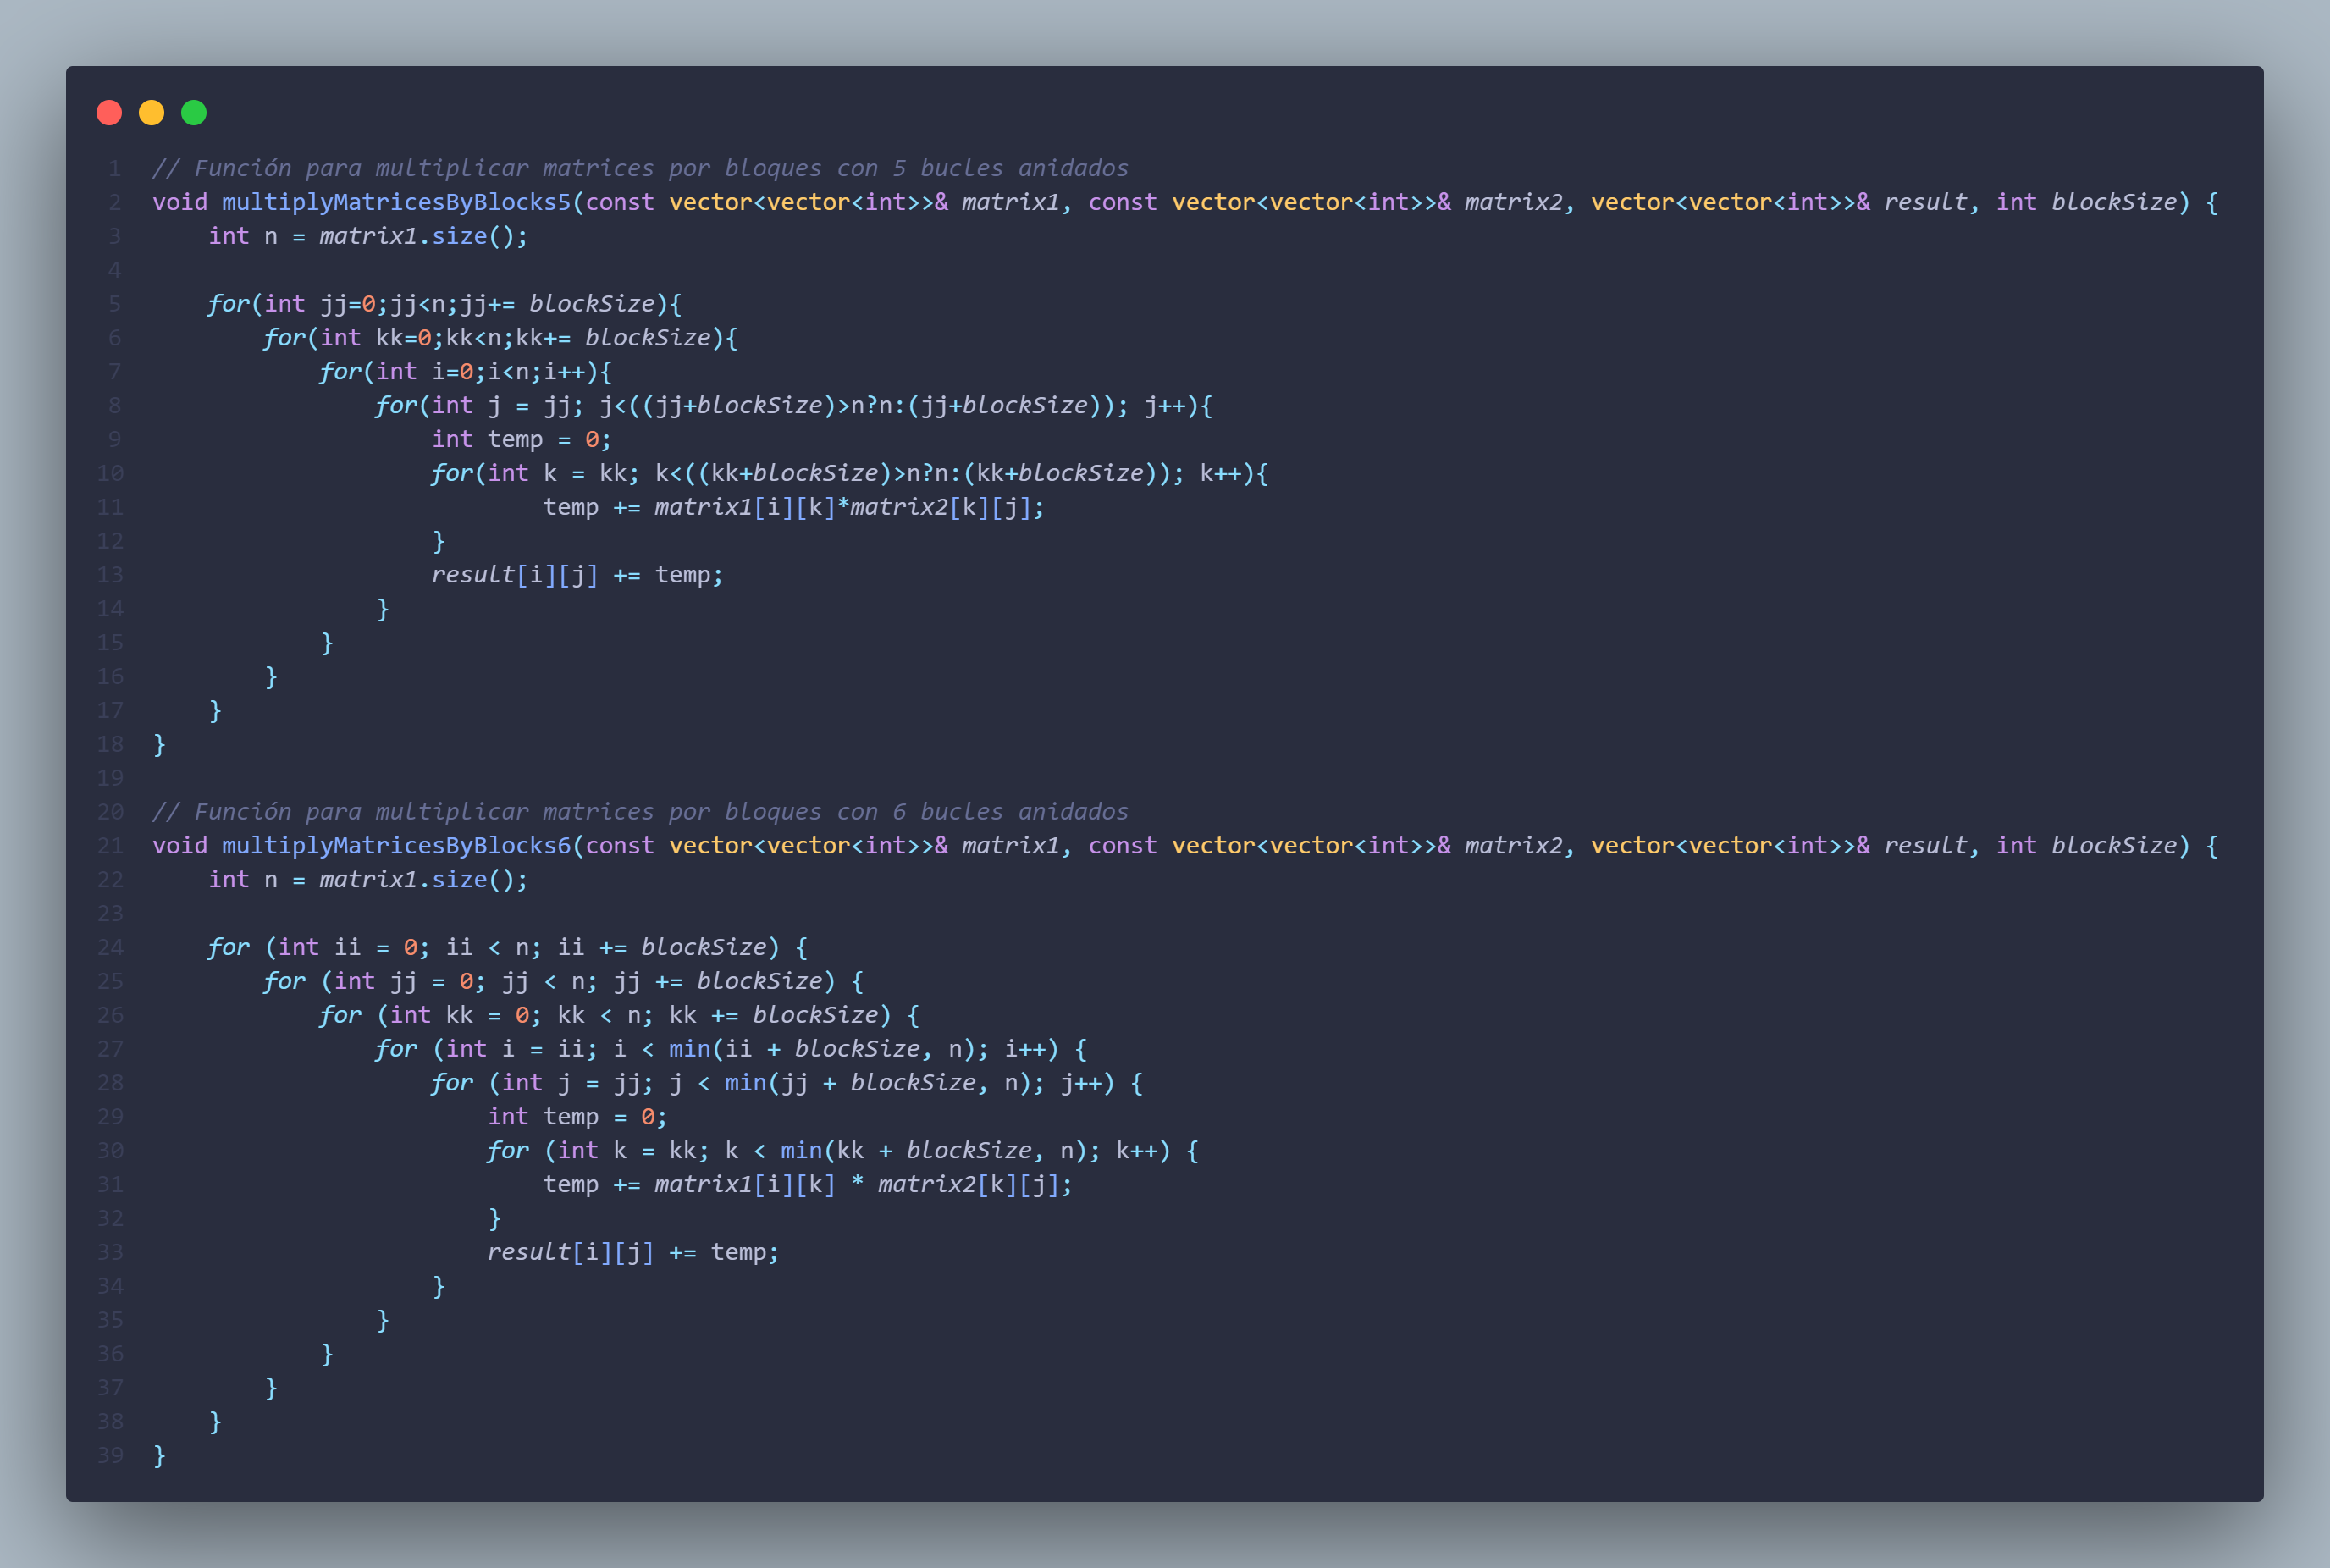 1 // Función para multiplicar matrices por bloques con 5 bucles anidados
2 void multiplyMatricesByBlocks5(const vector<vector<int>>& matrix1, const vector<vector<int>>& matrix2, vector<vector<int>>& result, int blockSize) {
3     int n = matrix1.size();
4
5     for(int jj=0;jj<n;jj+= blockSize){
6         for(int kk=0;kk<n;kk+= blockSize){
7             for(int i=0;i<n;i++){
8                 for(int j = jj; j<((jj+blockSize)>n?n:(jj+blockSize)); j++){
9                     int temp = 0;
10                     for(int k = kk; k<((kk+blockSize)>n?n:(kk+blockSize)); k++){
11                             temp += matrix1[i][k]*matrix2[k][j];
12                     }
13                     result[i][j] += temp;
14                 }
15             }
16         }
17     }
18 }
19
20 // Función para multiplicar matrices por bloques con 6 bucles anidados
21 void multiplyMatricesByBlocks6(const vector<vector<int>>& matrix1, const vector<vector<int>>& matrix2, vector<vector<int>>& result, int blockSize) {
22     int n = matrix1.size();
23
24     for (int ii = 0; ii < n; ii += blockSize) {
25         for (int jj = 0; jj < n; jj += blockSize) {
26             for (int kk = 0; kk < n; kk += blockSize) {
27                 for (int i = ii; i < min(ii + blockSize, n); i++) {
28                     for (int j = jj; j < min(jj + blockSize, n); j++) {
29                         int temp = 0;
30                         for (int k = kk; k < min(kk + blockSize, n); k++) {
31                             temp += matrix1[i][k] * matrix2[k][j];
32                         }
33                         result[i][j] += temp;
34                     }
35                 }
36             }
37         }
38     }
39 }